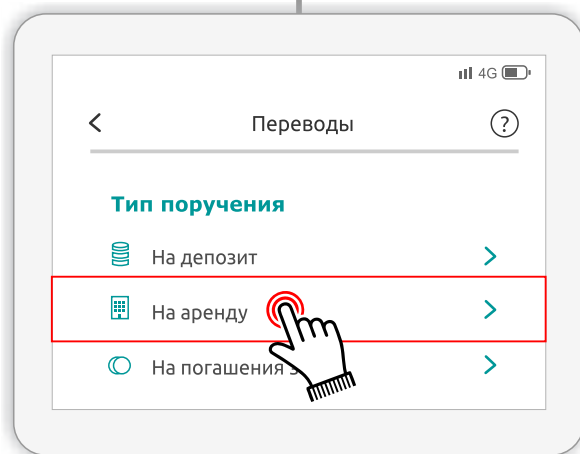 4G
Переводы
?
Тип поручения
На депозит
На аренду
На погашения